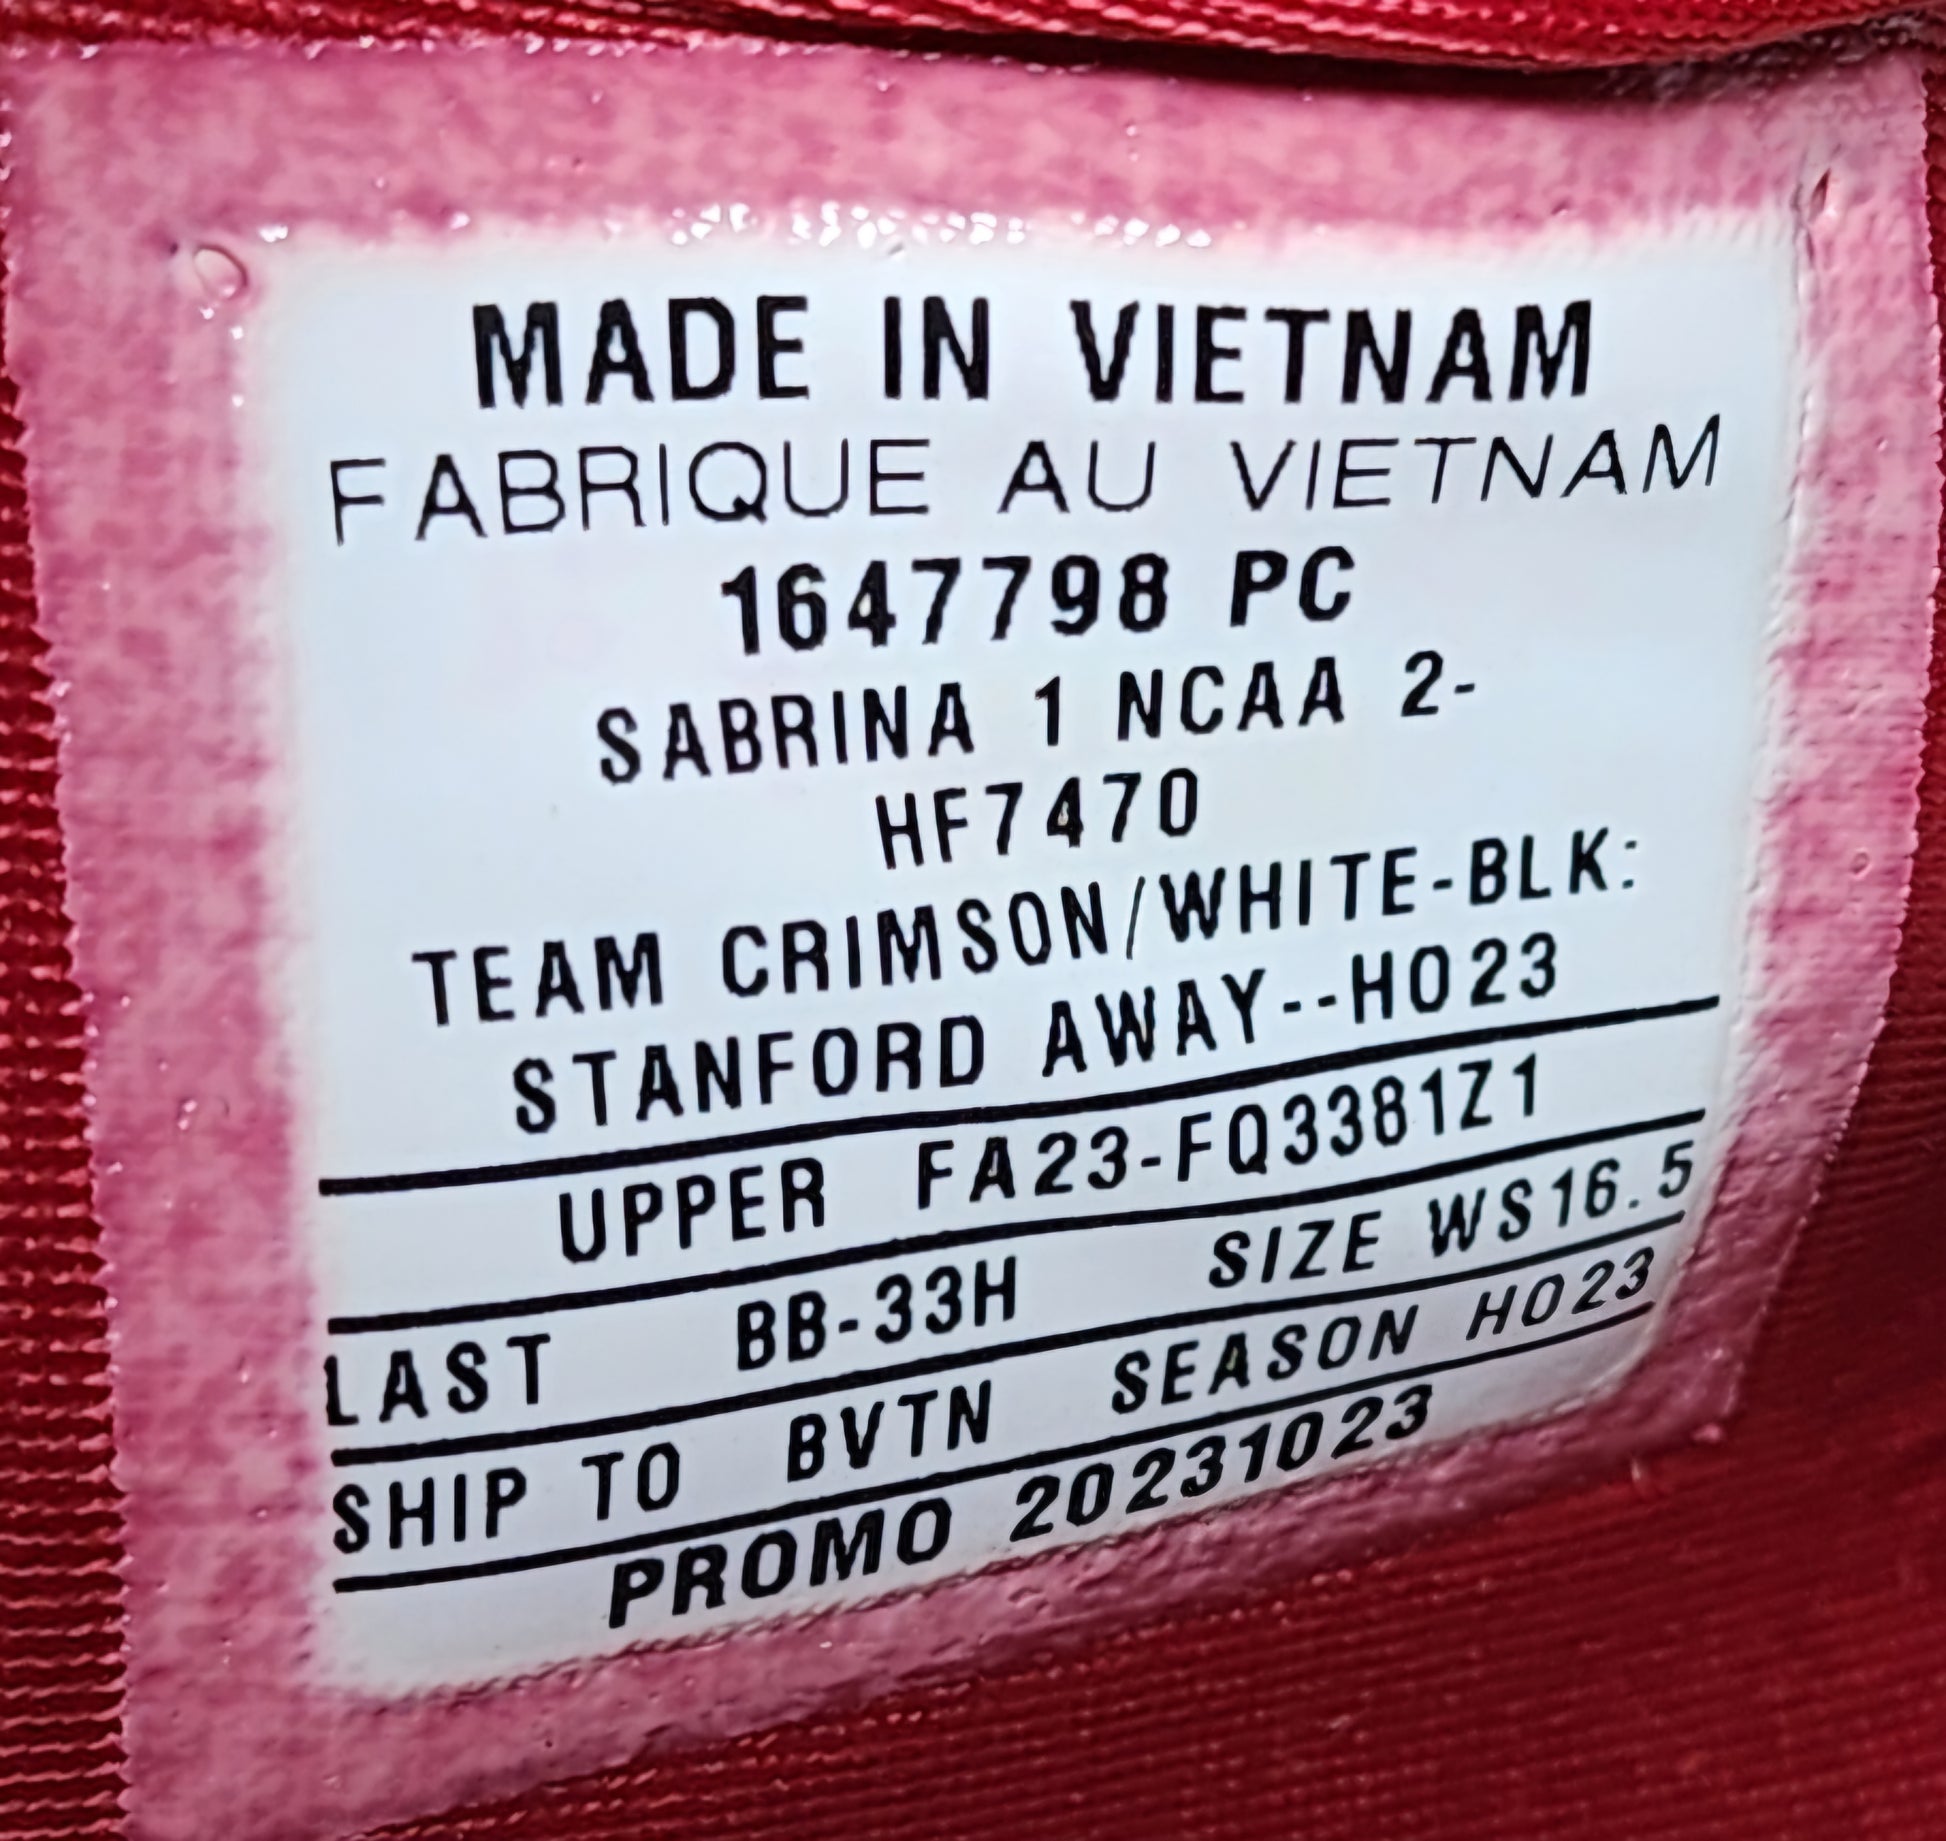 MADE IN VIETNAM
FABRIQUE AU VIETNAM
1647798 PC
SABRINA 1 NCAA 2-
HF7470
TEAM CRIMSON/WHITE-BLK:
STANFORD AWAY--HO23
UPPER FA23-FQ3381Z1
LAST BB-33H SIZE WS16.5
SHIP TO BVTN SEASON HO23
PROMO 20231023